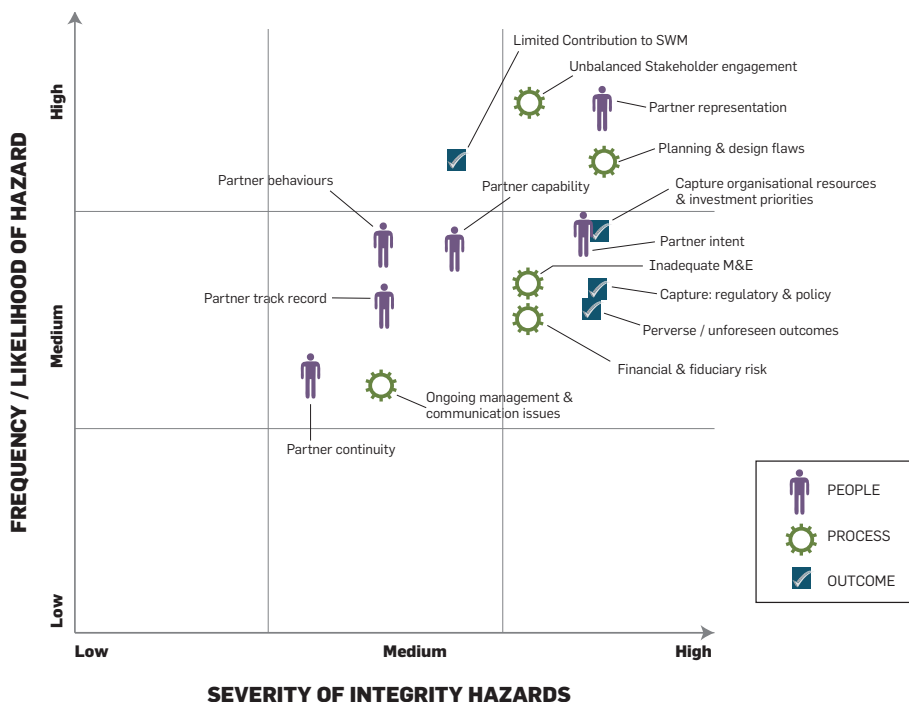 FREQUENCY / LIKELIHOOD OF HAZARD
High
Medium
Low
Limited Contribution to SWM
Unbalanced Stakeholder engagement
Partner representation
Planning & design flaws
Partner behaviours
Partner capability
Capture organisational resources
& investment priorities
Partner intent
Inadequate M&E
Partner track record
Capture: regulatory & policy
Perverse / unforeseen outcomes
Financial & fiduciary risk
Ongoing management &
communication issues
Partner continuity
PEOPLE
PROCESS
OUTCOME
Low
Medium
High
SEVERITY OF INTEGRITY HAZARDS